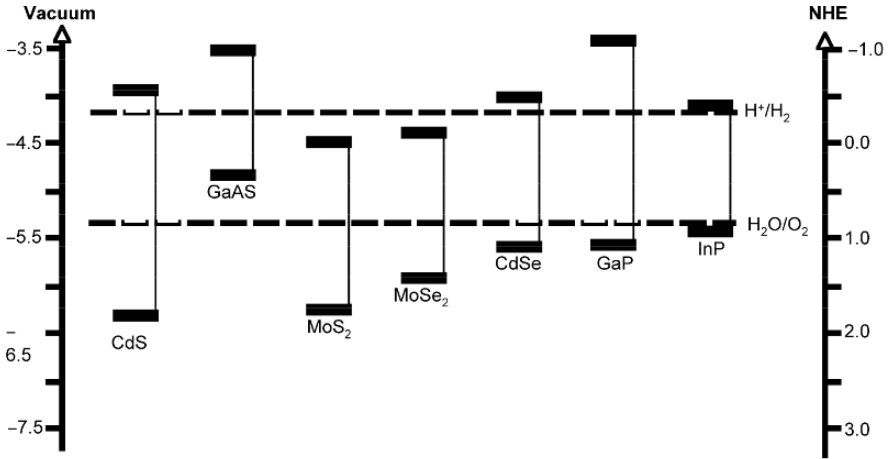 Vacuum
NHE
−3.5
−4.5
−5.5
−
6.5
−7.5
−1.0
0.0
1.0
2.0
3.0
H⁺/H₂
H₂O/O₂
CdS
GaAS
MoS₂
MoSe₂
CdSe
GaP
InP